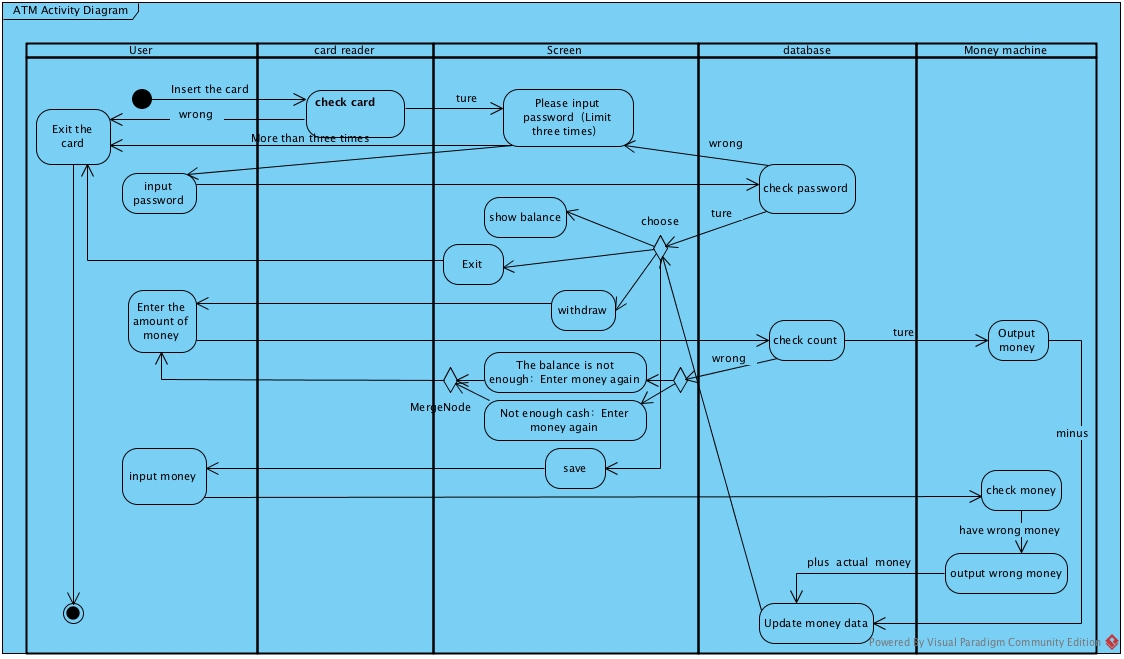 ATM Activity Diagram
User
card reader
Screen
database
Money machine
Insert the card
check card
ture
Please input
password（Limit
three times）
wrong
Exit the
card
More than three times
wrong
input
password
check password
ture
choose
show balance
Exit
withdraw
Enter the
amount of
money
check count
ture
Output
money
wrong
The balance is not
enough：Enter money again
MergeNode
Not enough cash：Enter
money again
minus
save
input money
check money
have wrong money
plus actual money
output wrong money
Update money data
Powered By Visual Paradigm Community Edition